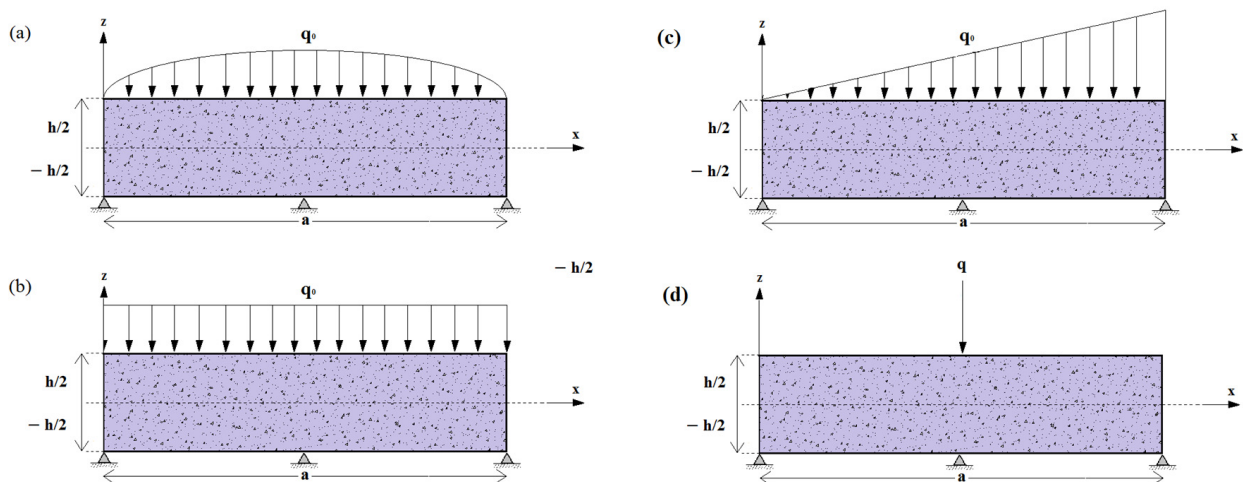 (a)
z
q₀
h/2
x
– h/2
a
(b)
z
q₀
h/2
x
– h/2
a
– h/2
(c)
z
q₀
h/2
x
– h/2
a
(d)
z
q
h/2
x
– h/2
a